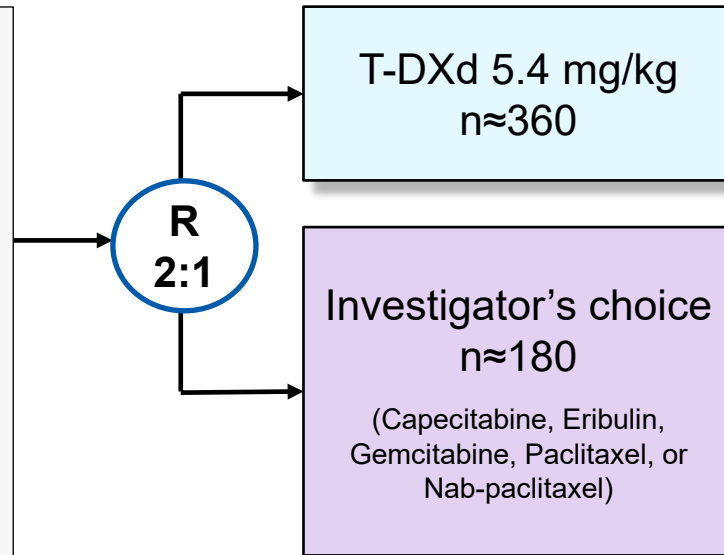 R
2:1
T-DXd 5.4 mg/kg
n≈360
Investigator’s choice
n≈180
(Capecitabine, Eribulin,
Gemcitabine, Paclitaxel, or
Nab-paclitaxel)